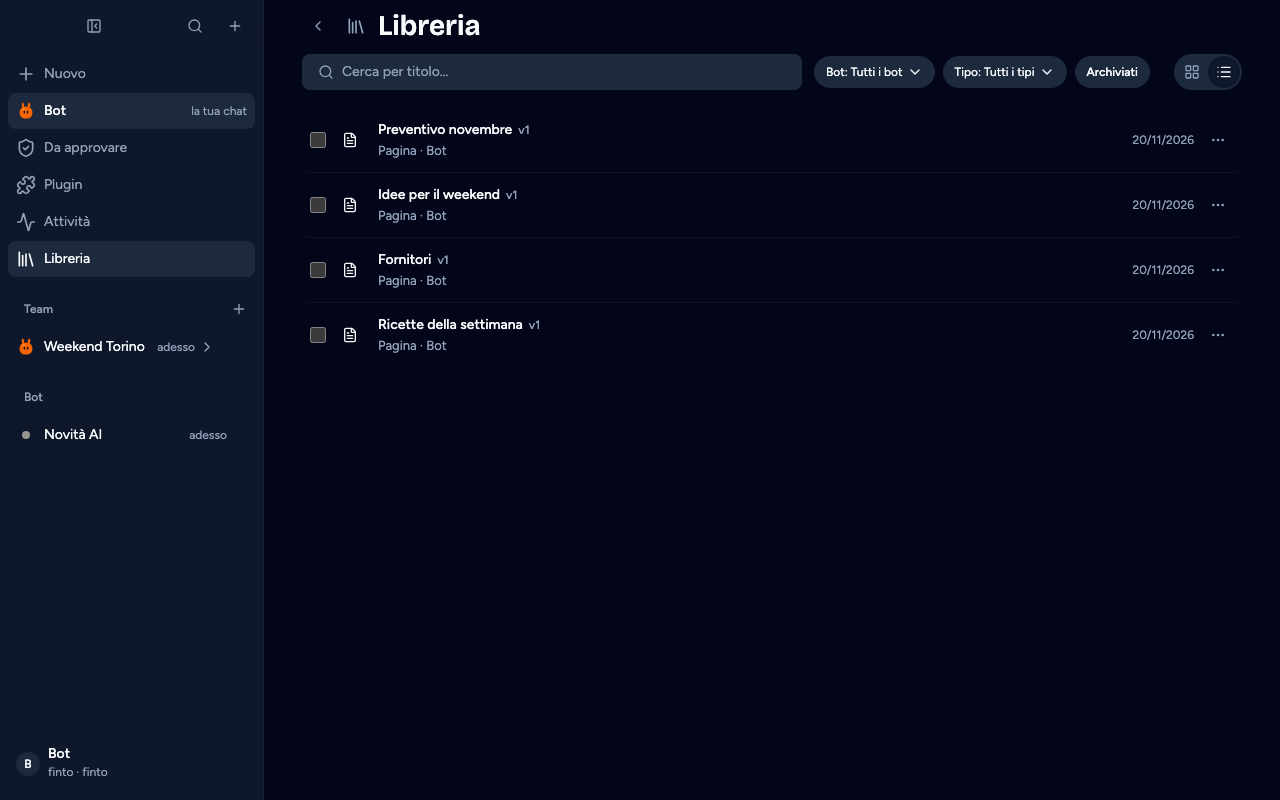 Nuovo
Bot la tua chat
Da approvare
Plugin
Attività
Libreria
Team
Weekend Torino adesso
Bot
Novità AI adesso
B
Bot
finto · finto
Libreria
Cerca per titolo...
Bot: Tutti i bot
Tipo: Tutti i tipi
Archiviati
Preventivo novembre v1
Pagina · Bot
20/11/2026
Idee per il weekend v1
Pagina · Bot
20/11/2026
Fornitori v1
Pagina · Bot
20/11/2026
Ricette della settimana v1
Pagina · Bot
20/11/2026